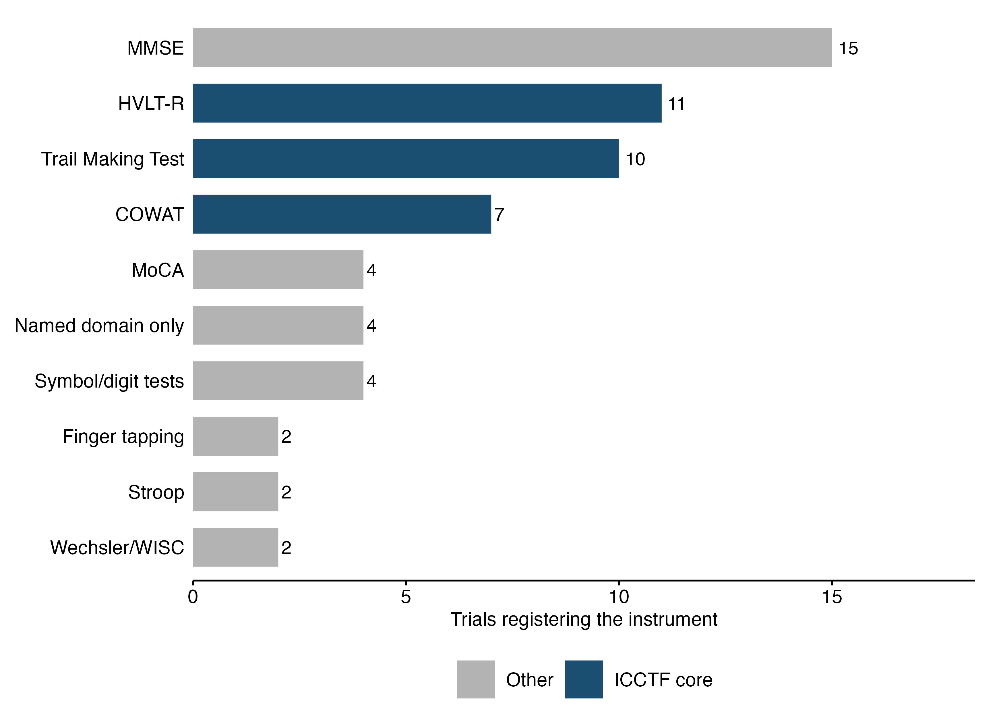 MMSE 15
HVLT-R 11
Trail Making Test 10
COWAT 7
MoCA 4
Named domain only 4
Symbol/digit tests 4
Finger tapping 2
Stroop 2
Wechsler/WISC 2
0 5 10 15
Trials registering the instrument
Other ICCTF core